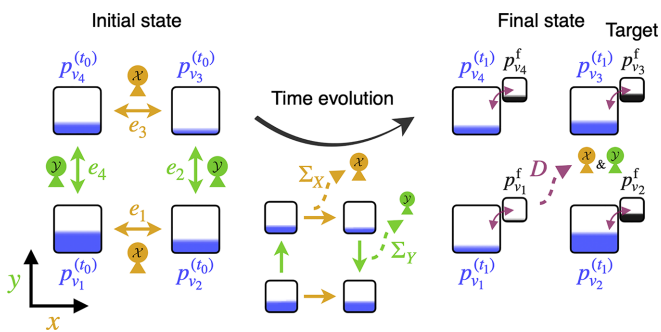 Initial state
Final state
Target
p_{v_4}^{(t_0)}
𝒳
p_{v_3}^{(t_0)}
p_{v_4}^{(t_1)}
p_{v_4}^f
p_{v_3}^{(t_1)}
p_{v_3}^f
e_3
Time evolution
𝒴
e_4
e_2
𝒴
Σ_X
𝒳
𝒴
Σ_Y
p_{v_1}^f
D
𝒳 & 𝒴
p_{v_2}^f
e_1
𝒳
p_{v_1}^{(t_0)}
p_{v_2}^{(t_0)}
p_{v_1}^{(t_1)}
p_{v_2}^{(t_1)}
y
x